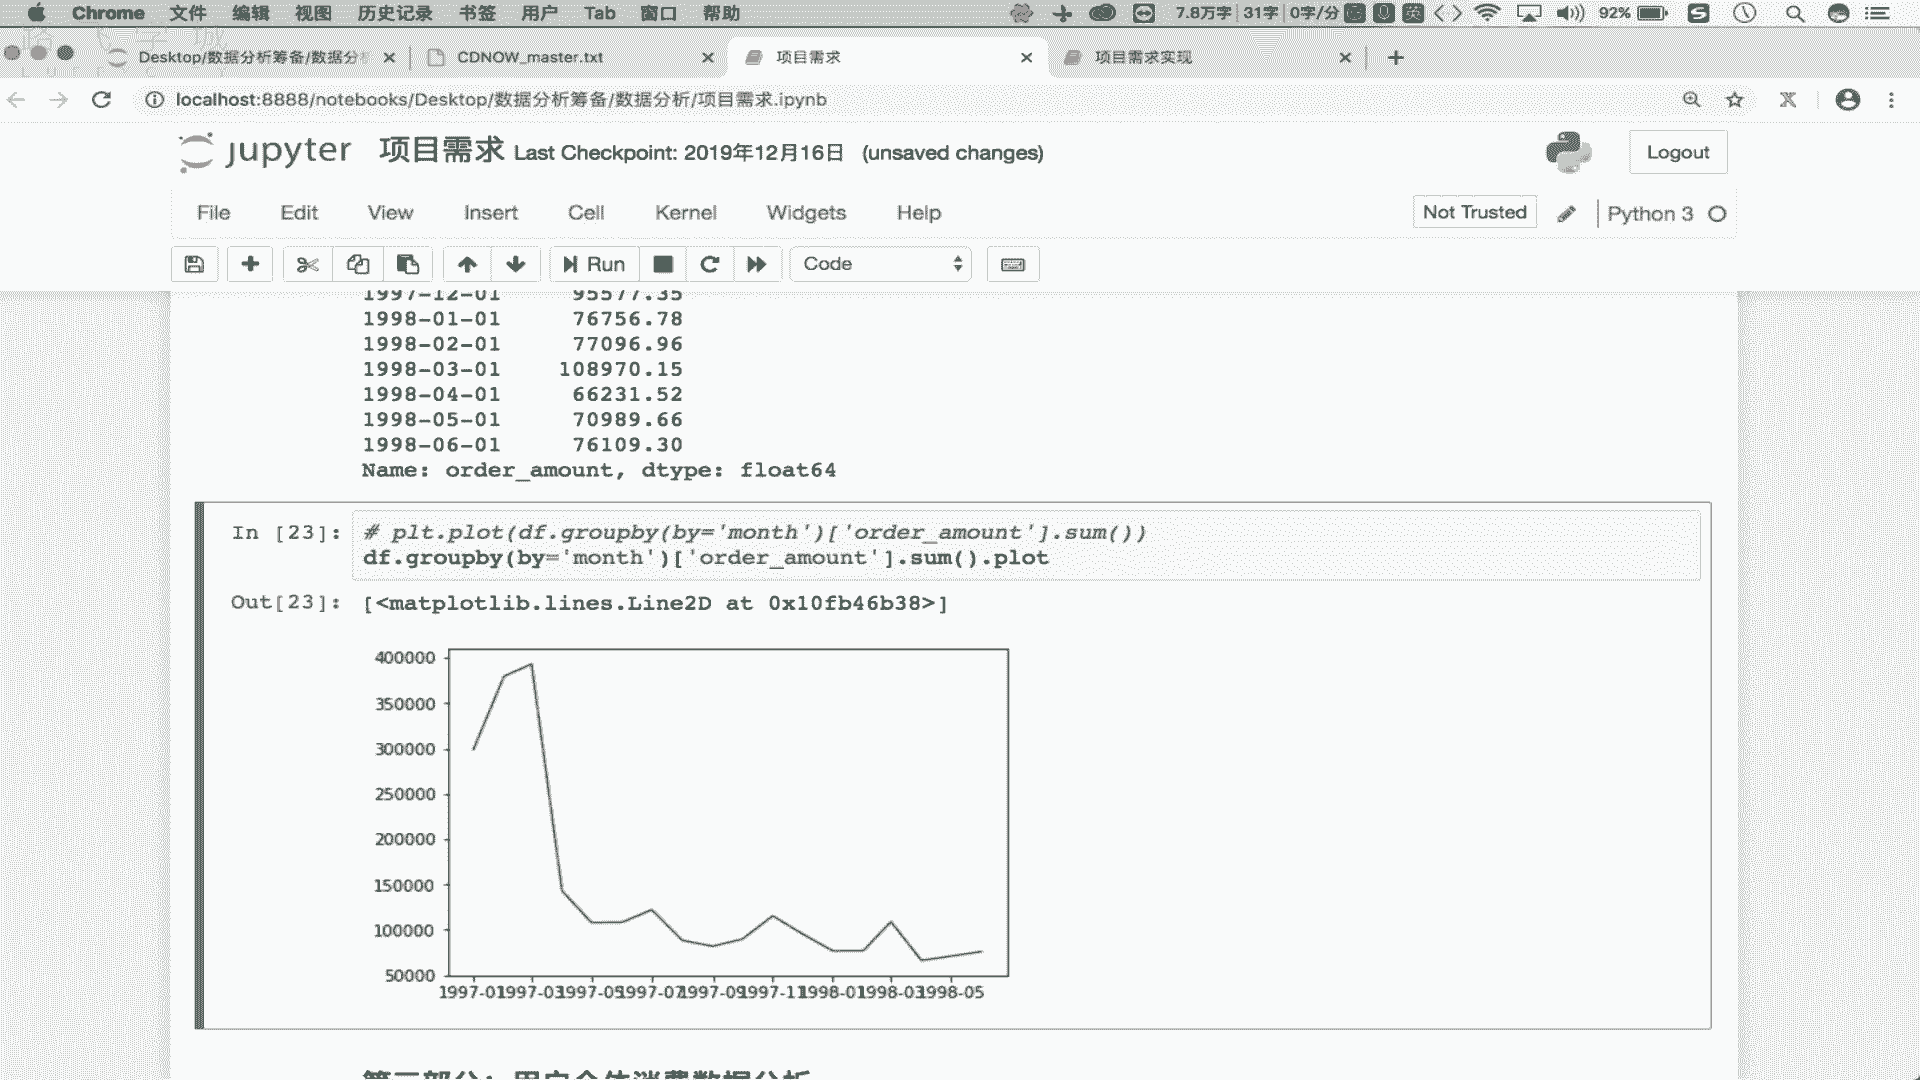 Chrome 文件 编辑 视图 历史记录 书签 用户 Tab 窗口 帮助 7.8万字 31字 0字/分 英 92%
Desktop/数据分析筹备/数据分 CDNOW_master.txt 项目需求 项目需求实现
localhost:8888/notebooks/Desktop/数据分析筹备/数据分析/项目需求.ipynb
jupyter 项目需求 Last Checkpoint: 2019年12月16日 (unsaved changes) Logout
File Edit View Insert Cell Kernel Widgets Help Not Trusted Python 3
Run Code
1997-12-01 95577.35
1998-01-01 76756.78
1998-02-01 77096.96
1998-03-01 108970.15
1998-04-01 66231.52
1998-05-01 70989.66
1998-06-01 76109.30
Name: order_amount, dtype: float64
In [23]: # plt.plot(df.groupby(by='month')['order_amount'].sum())
df.groupby(by='month')['order_amount'].sum().plot
Out[23]: [<matplotlib.lines.Line2D at 0x10fb46b38>]
400000
350000
300000
250000
200000
150000
100000
50000
1997-01 1997-03 1997-05 1997-07 1997-09 1997-11 1998-01 1998-03 1998-05